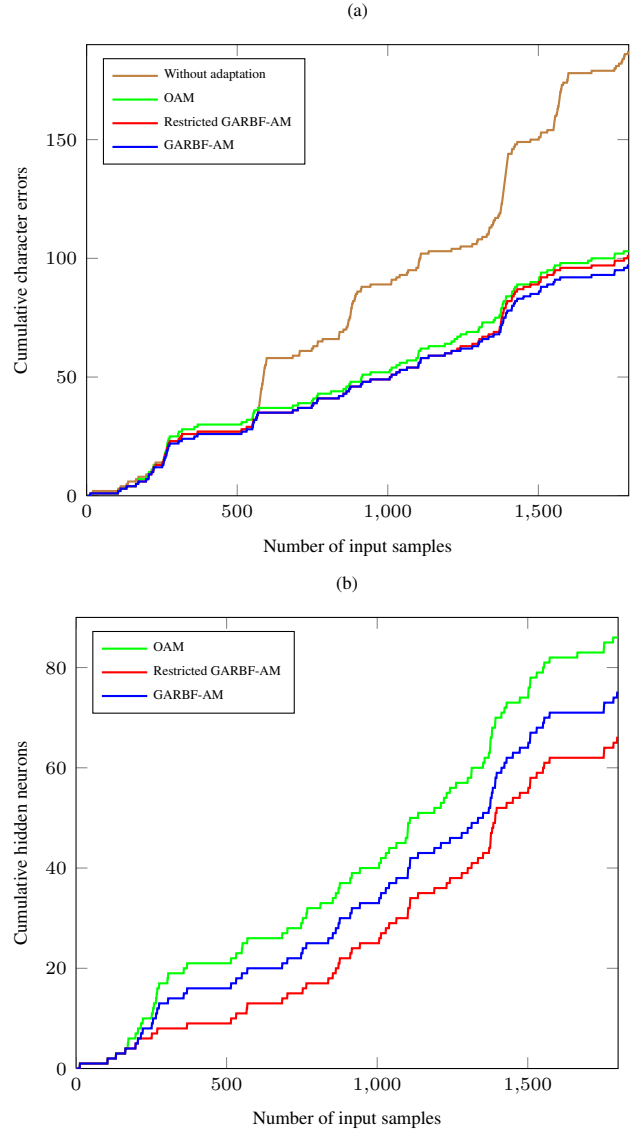 (a)
150
100
50
0
0
500
1,000
1,500
Cumulative character errors
Number of input samples
Without adaptation
OAM
Restricted GARBF-AM
GARBF-AM
(b)
80
60
40
20
0
0
500
1,000
1,500
Cumulative hidden neurons
Number of input samples
OAM
Restricted GARBF-AM
GARBF-AM